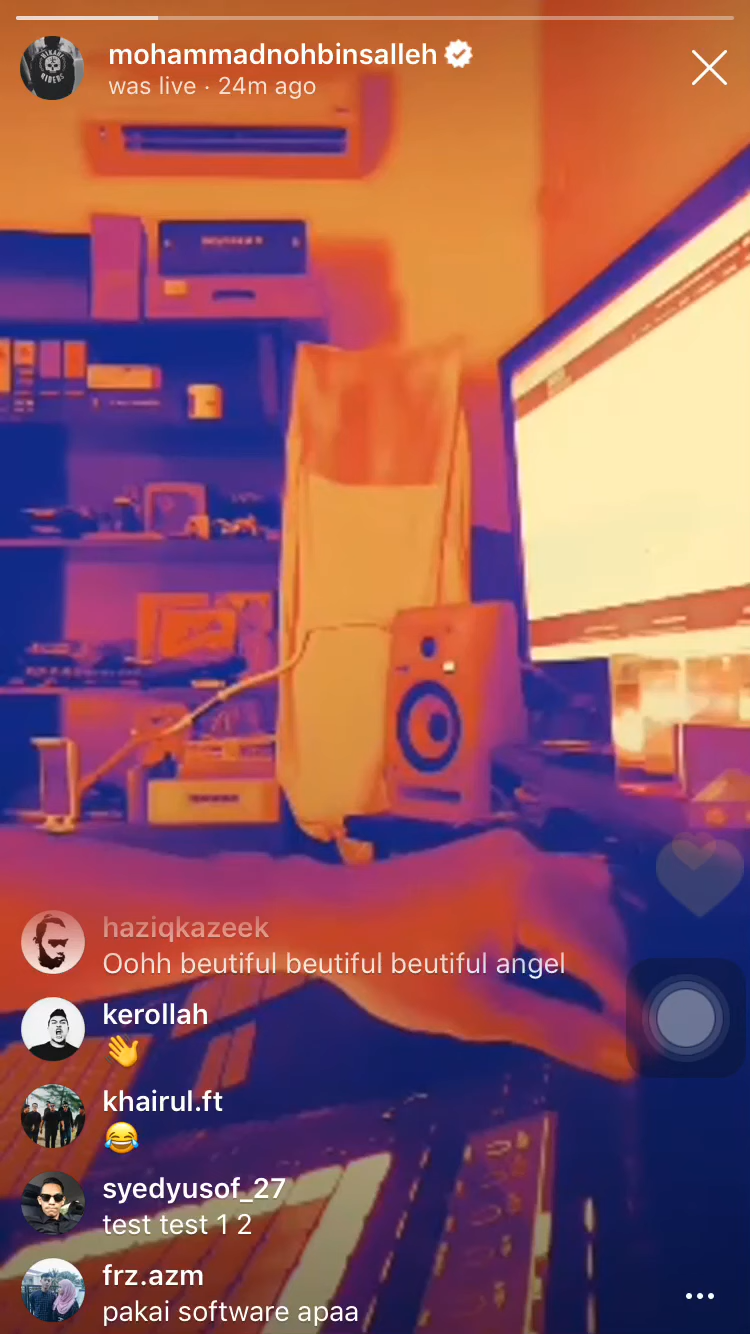 mohammadnohbinsalleh
was live · 24m ago
haziqkazeek
Oohh beutiful beutiful beutiful angel
kerollah
👋
khairul.ft
😂
syedyusof_27
test test 1 2
frz.azm
pakai software apaa